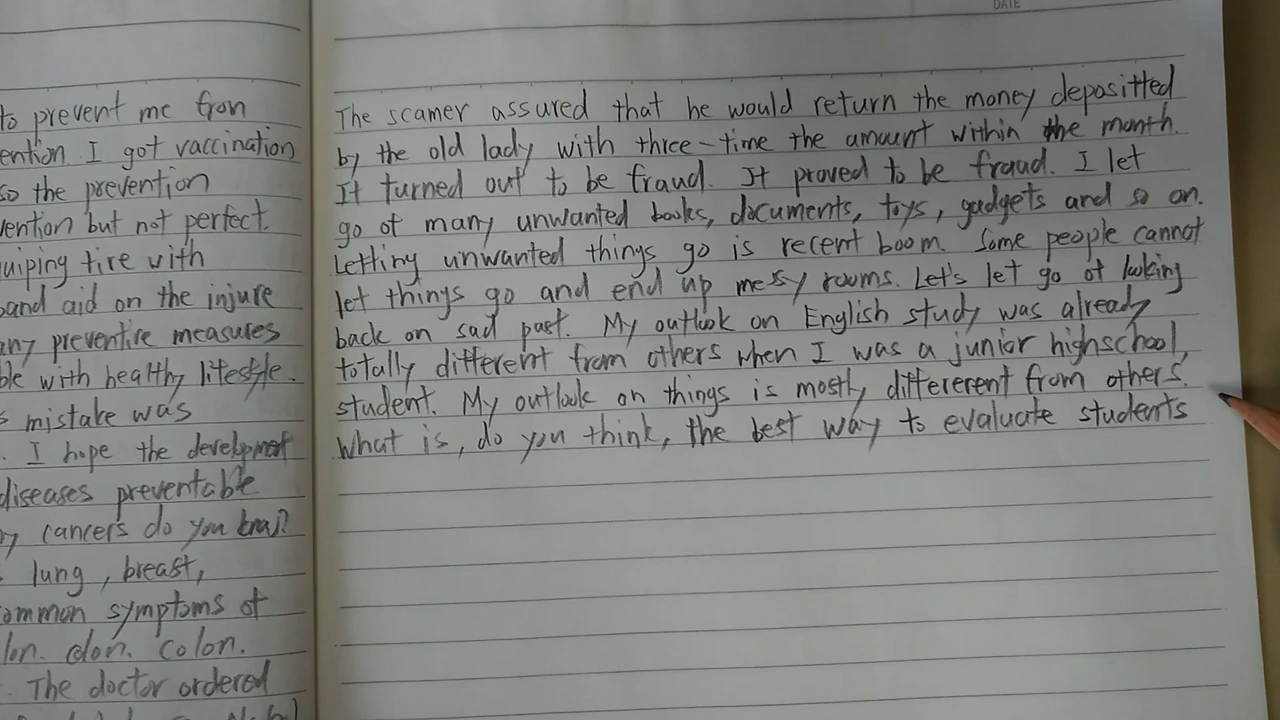 to prevent me from
ention I got vaccination
so the prevention
vention but not perfect.
uiping tire with
and aid on the injure
any preventive measures
ble with healthy lifestyle.
s mistake was
. I hope the development
diseases preventable
cancers do you
lung, breast,
ommon symptoms of
lon. colon. colon.
. The doctor ordered
DATE
The scamer assured that he would return the money depositted
by the old lady with three-time the amount within the month.
It turned out to be fraud. It proved to be fraud. I let
go of many unwanted books, documents, toys, gadgets and so on.
Letting unwanted things go is recent boom. Some people cannot
let things go and end up messy rooms. Let's let go of looking
back on sad past. My outlook on English study was already
totally different from others when I was a junior highschool,
student. My outlook on things is mostly differerent from others.
What is, do you think, the best way to evaluate students